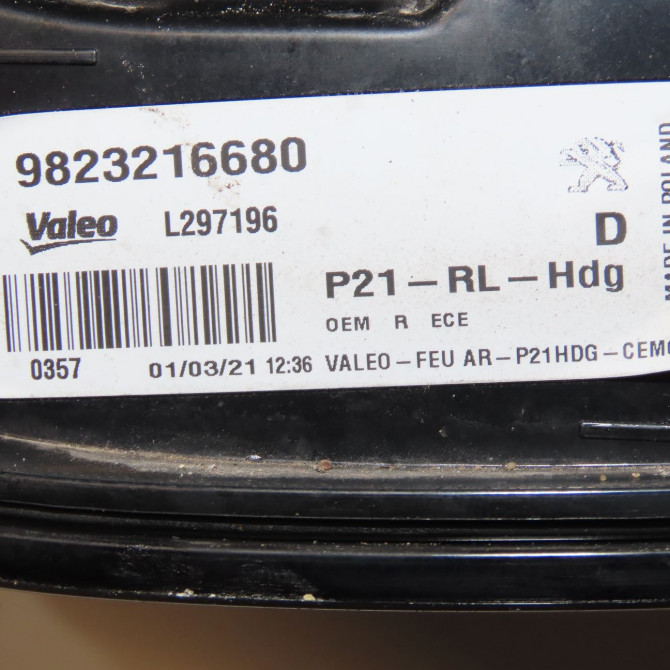 9823216680
Valeo L297196
D
P21-RL-Hdg
OEM R ECE
0357 01/03/21 12:36
VALEO-FEU AR-P21HDG-CEMO
MADE IN POLAND